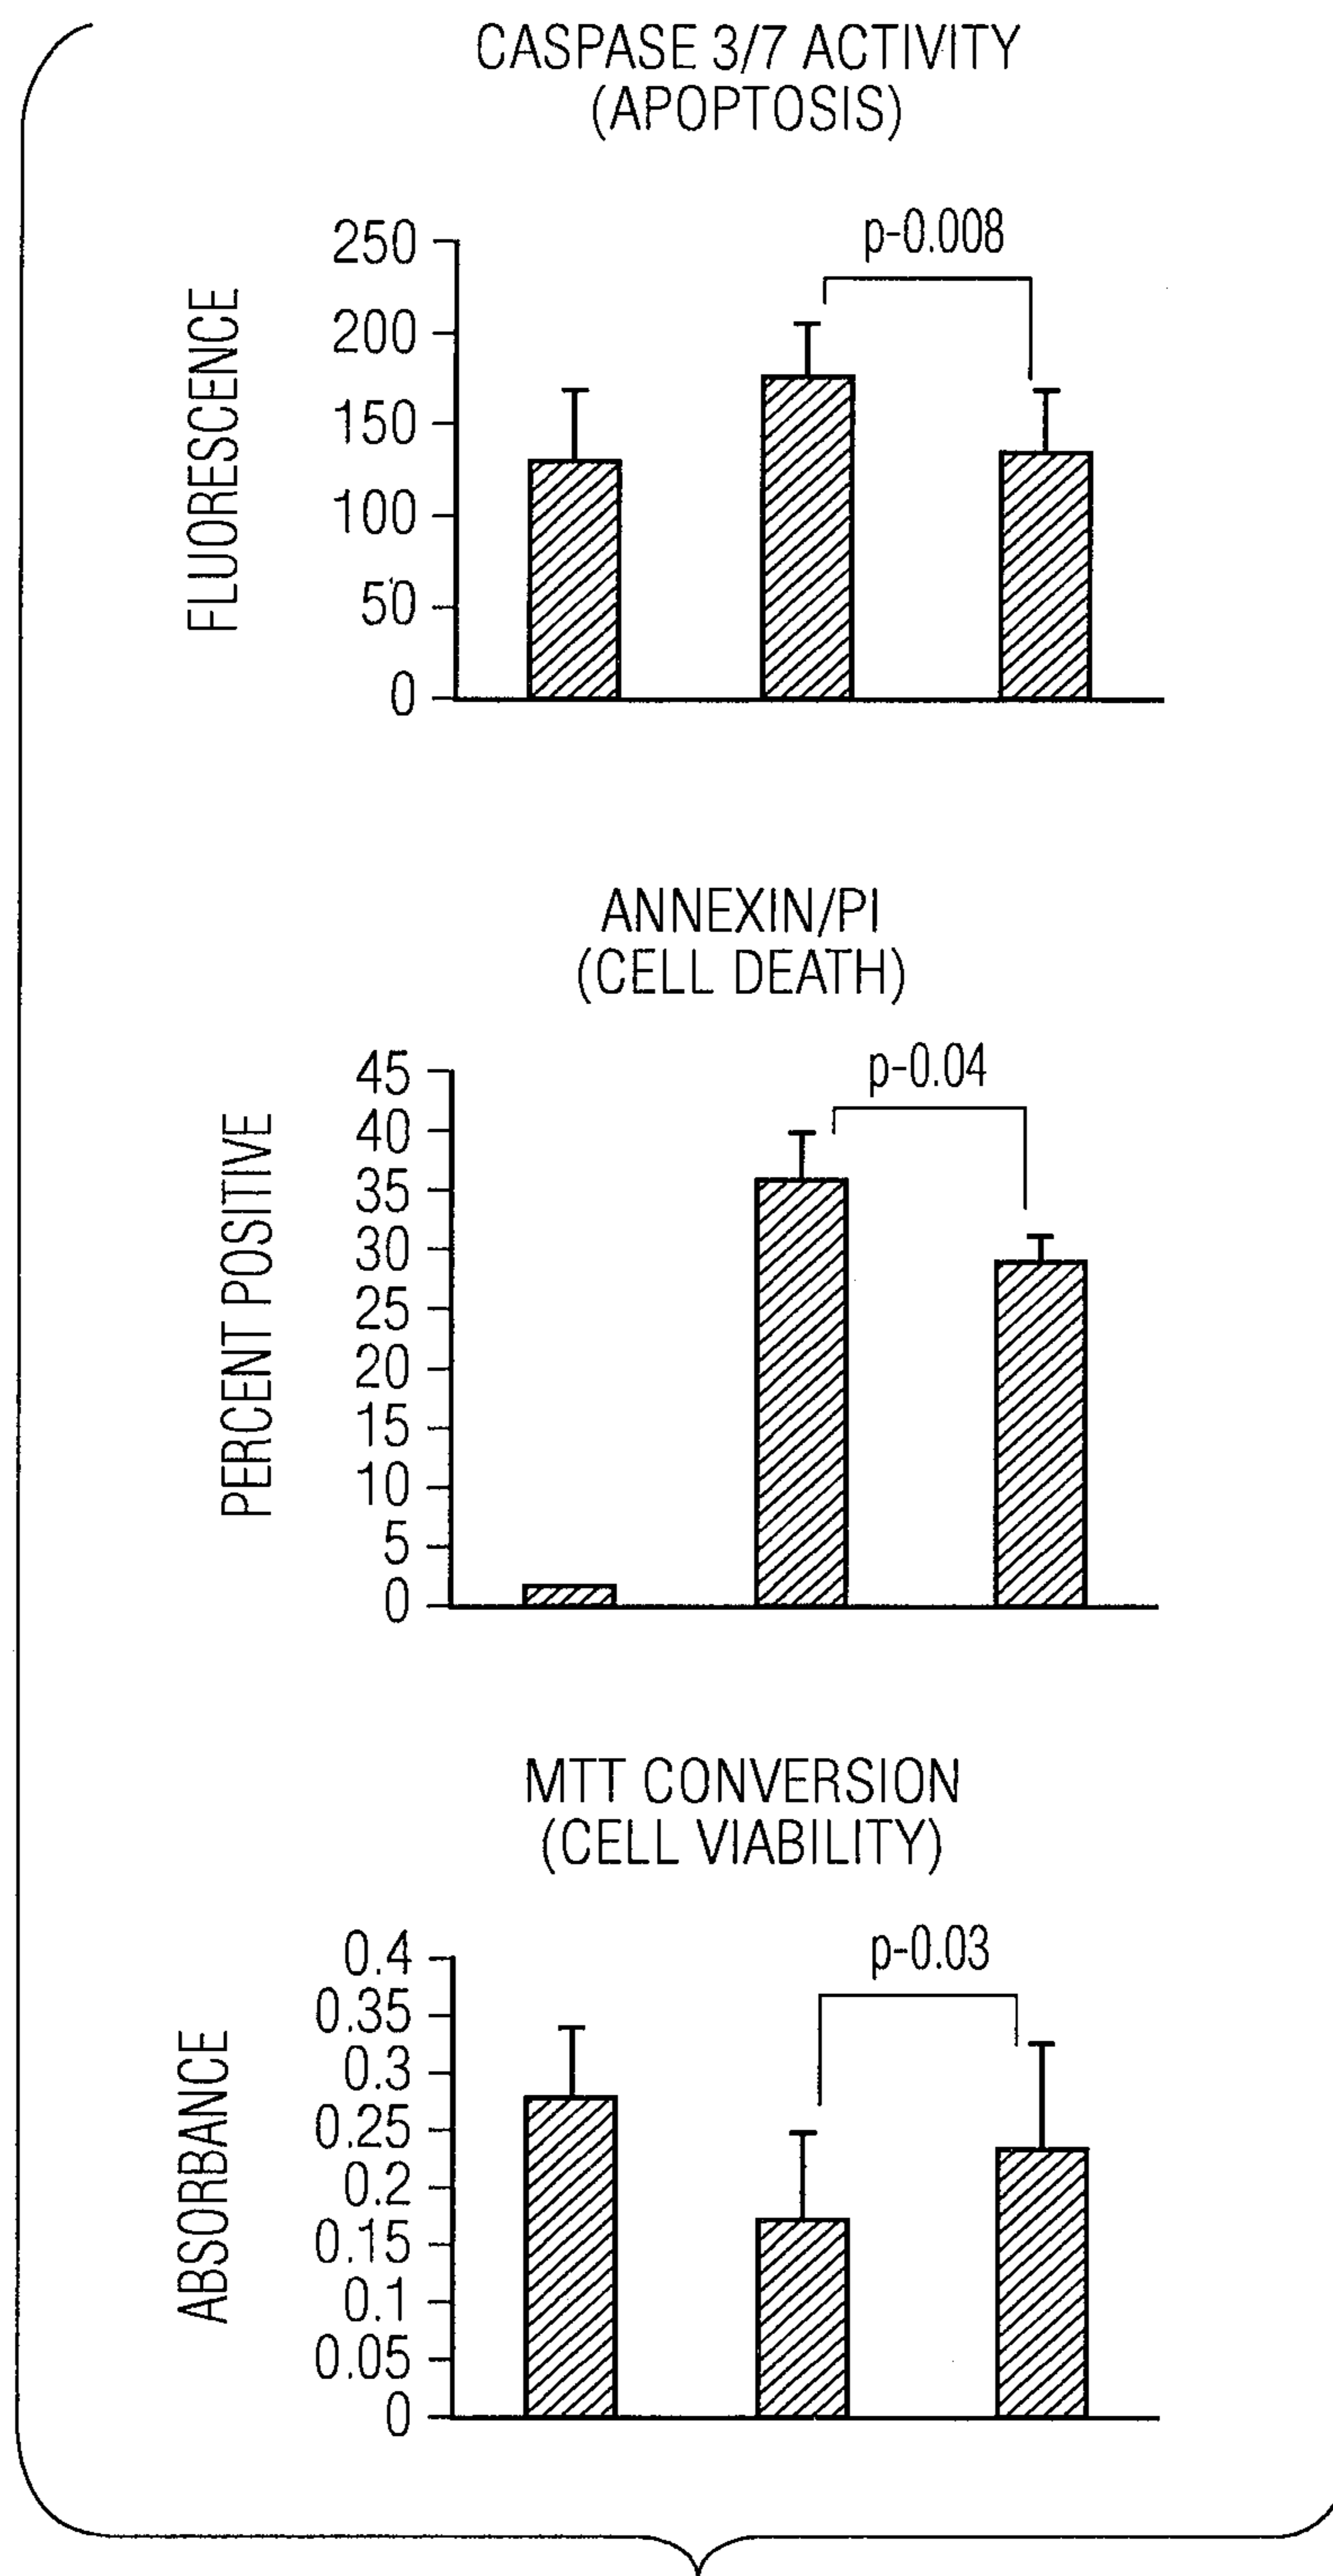 CASPASE 3/7 ACTIVITY
(APOPTOSIS)
p-0.008
FLUORESCENCE
250
200
150
100
50
0
ANNEXIN/PI
(CELL DEATH)
p-0.04
PERCENT POSITIVE
45
40
35
30
25
20
15
10
5
0
MTT CONVERSION
(CELL VIABILITY)
p-0.03
ABSORBANCE
0.4
0.35
0.3
0.25
0.2
0.15
0.1
0.05
0